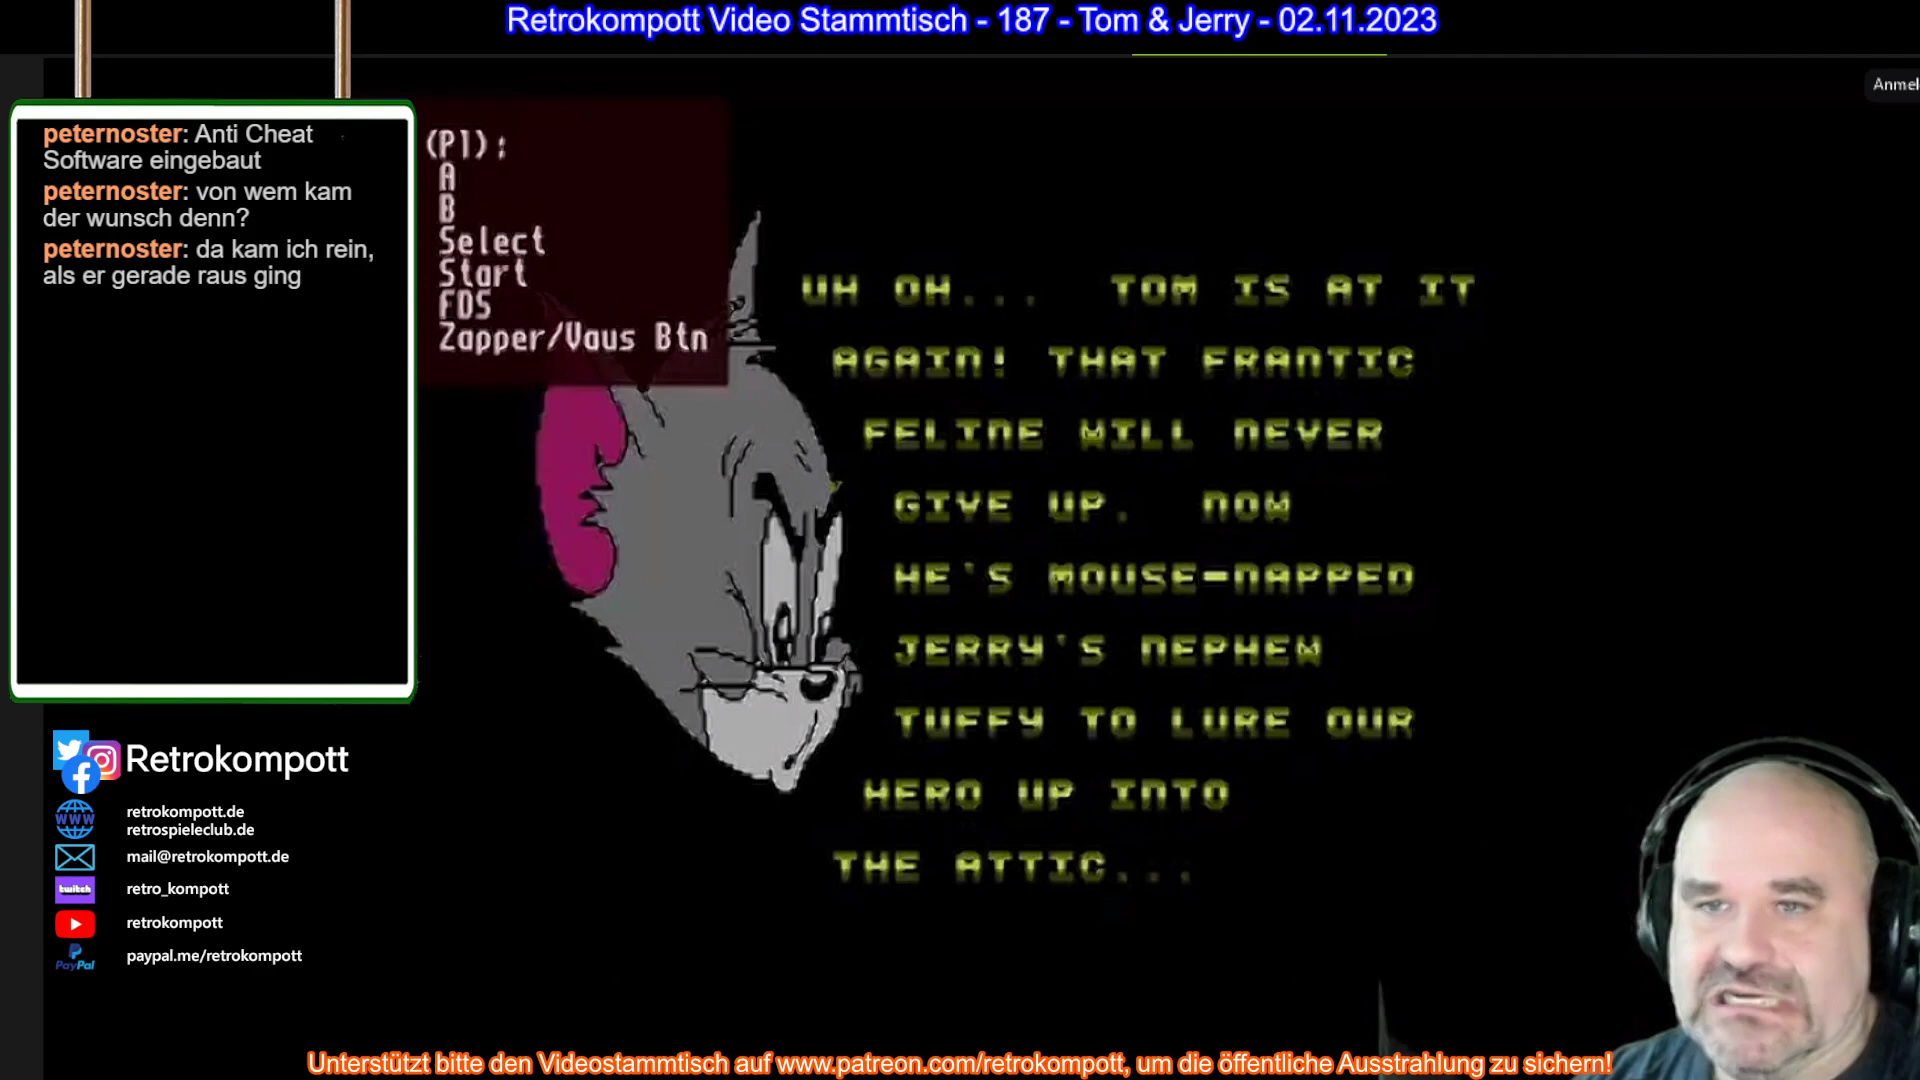 Retrokompott Video Stammtisch - 187 - Tom & Jerry - 02.11.2023
Anmel
peternoster: Anti Cheat
Software eingebaut
peternoster: von wem kam
der wunsch denn?
peternoster: da kam ich rein,
als er gerade raus ging
(P1):
A
B
Select
Start
FDS
Zapper/Vaus Btn
UH OH... TOM IS AT IT
AGAIN! THAT FRANTIC
FELINE WILL NEVER
GIVE UP. NOW
HE'S MOUSE-NAPPED
JERRY'S NEPHEW
TUFFY TO LURE OUR
HERO UP INTO
THE ATTIC...
Retrokompott
WWW
retrokompott.de
retrospieleclub.de
mail@retrokompott.de
twitch
retro_kompott
retrokompott
PayPal
paypal.me/retrokompott
Unterstützt bitte den Videostammtisch auf www.patreon.com/retrokompott, um die öffentliche Ausstrahlung zu sichern!